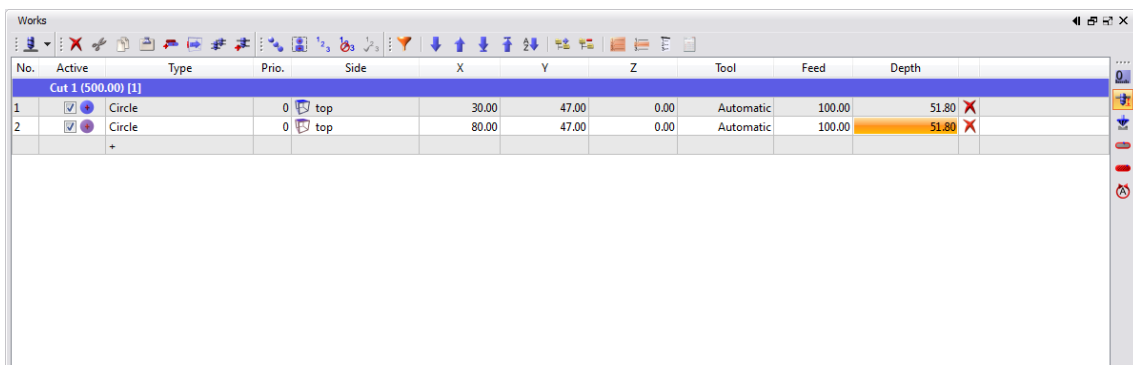 Works
No. Active Type Prio. Side X Y Z Tool Feed Depth
Cut 1 (500.00) [1]
1 Circle 0 top 30.00 47.00 0.00 Automatic 100.00 51.80
2 Circle 0 top 80.00 47.00 0.00 Automatic 100.00 51.80
+